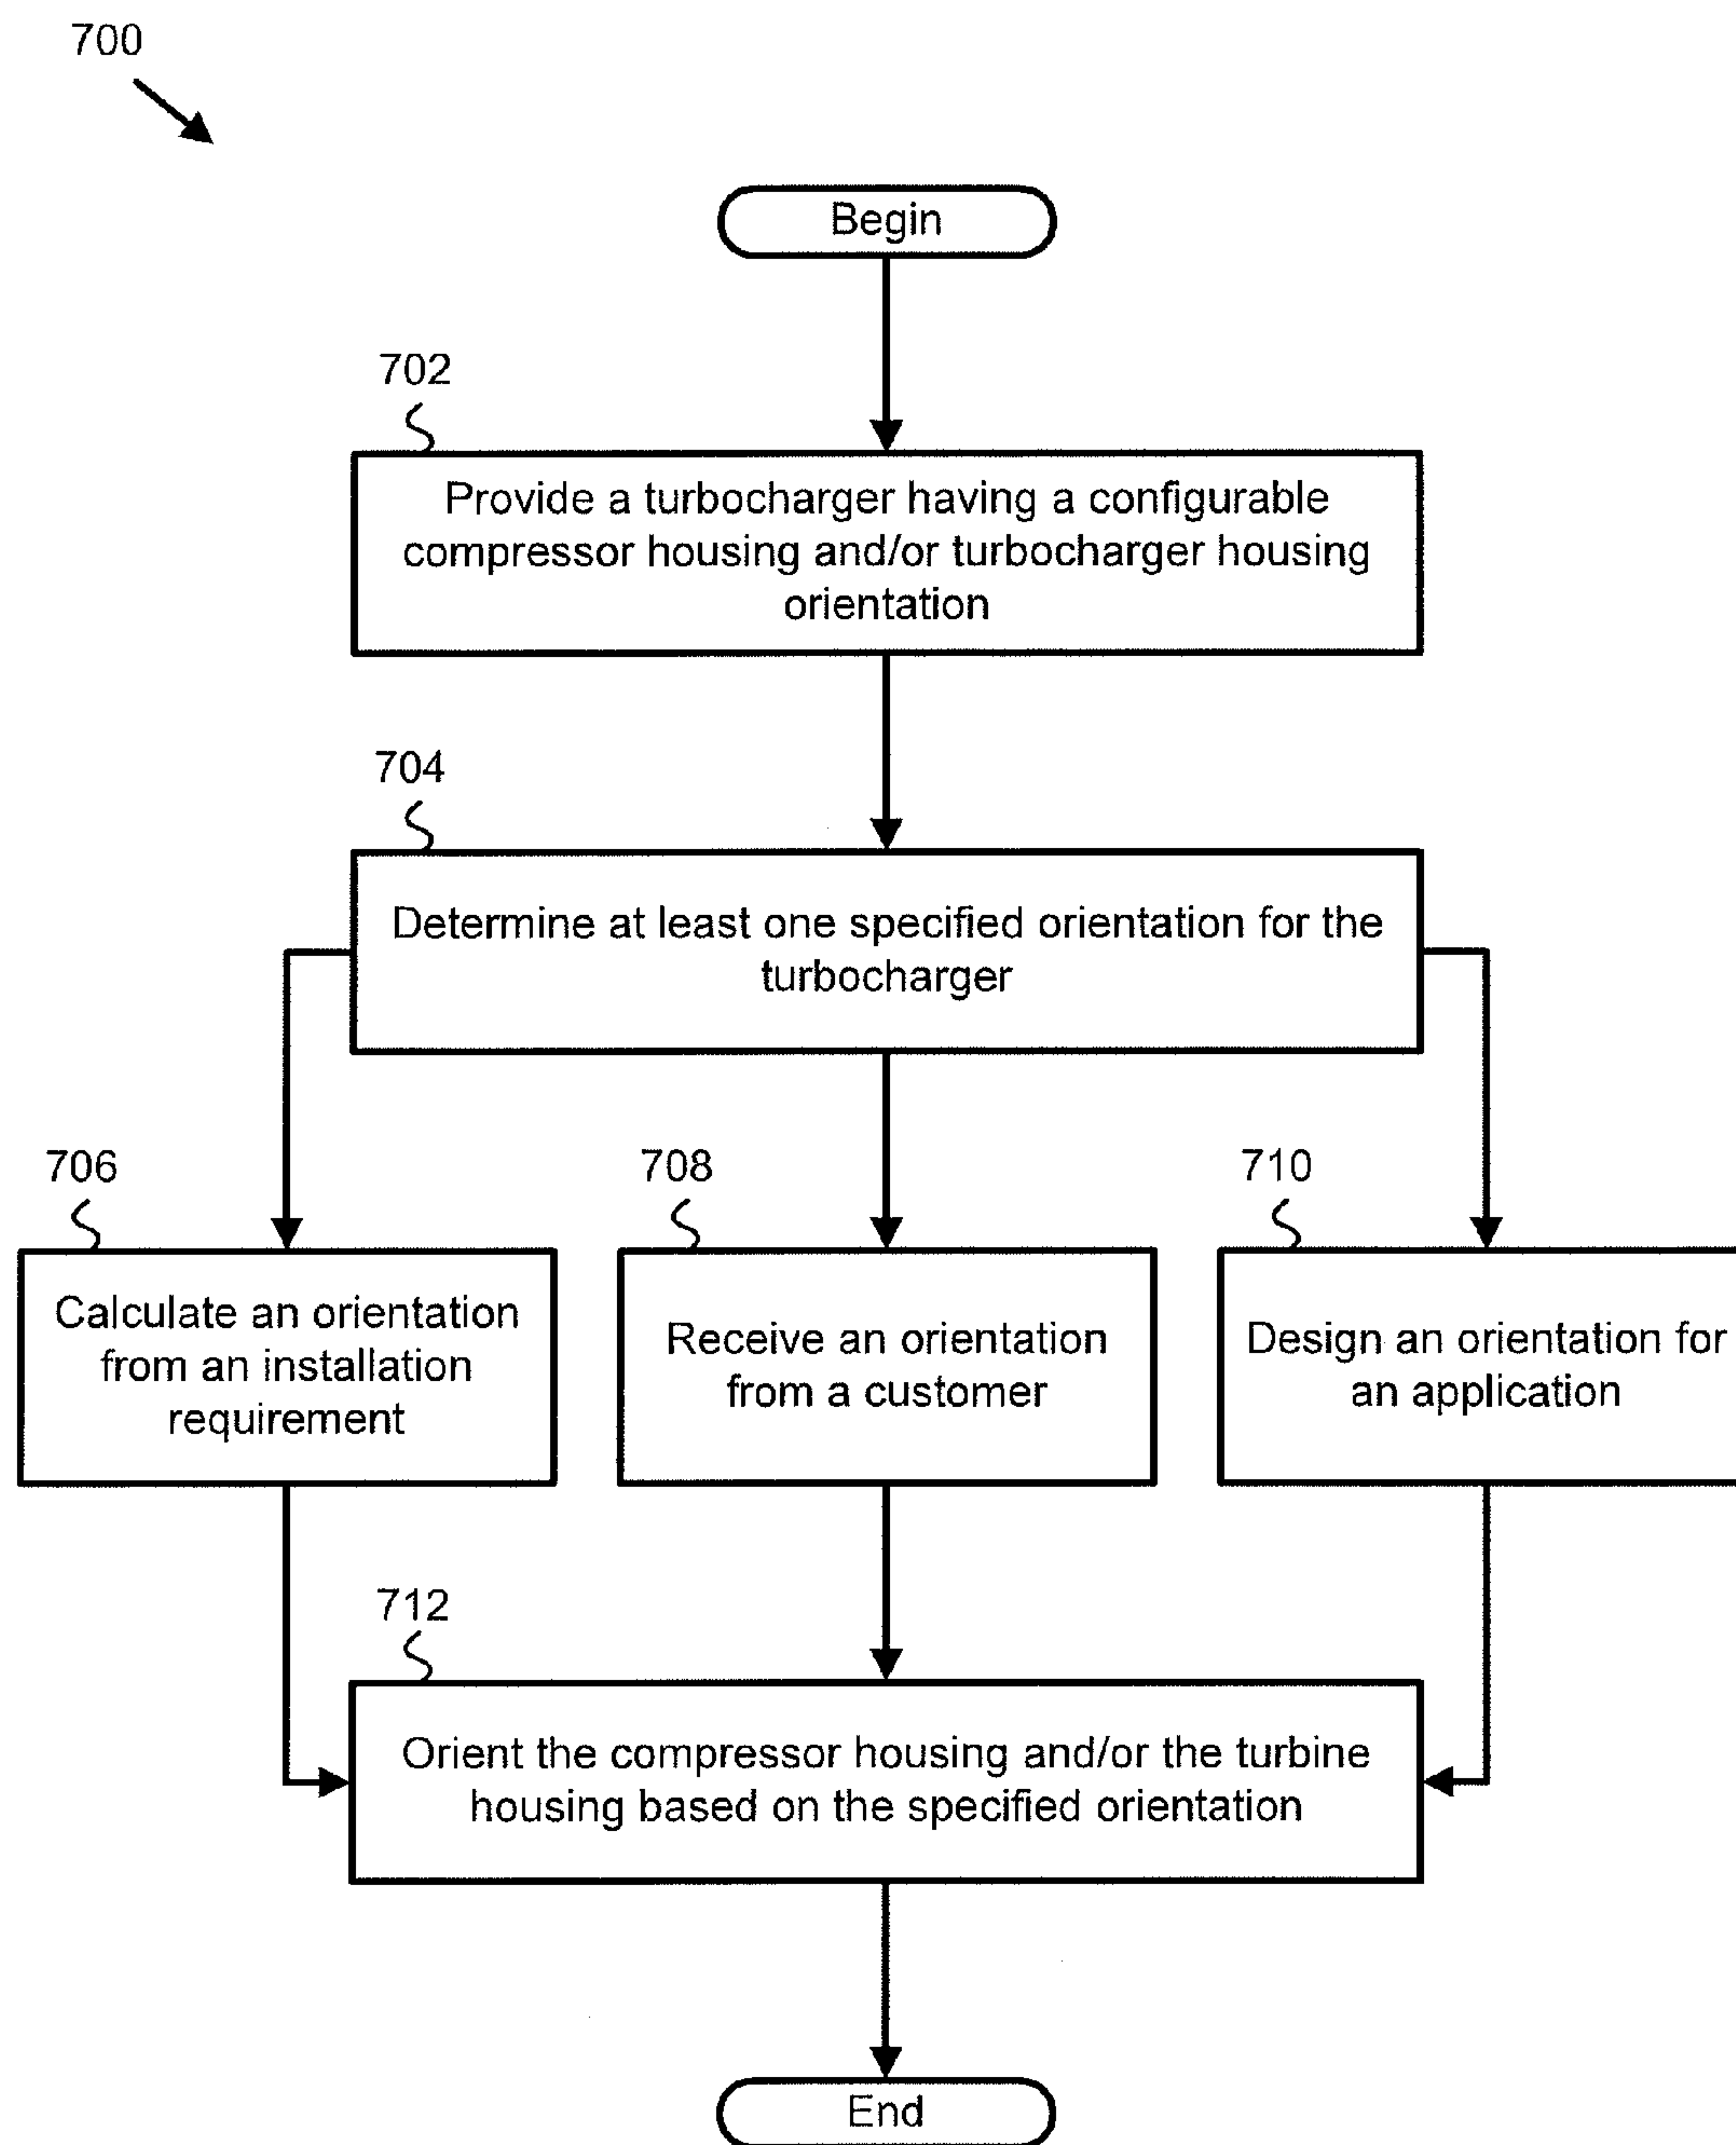 700
Begin
702
Provide a turbocharger having a configurable
compressor housing and/or turbocharger housing
orientation
704
Determine at least one specified orientation for the
turbocharger
706
Calculate an orientation
from an installation
requirement
708
Receive an orientation
from a customer
710
Design an orientation for
an application
712
Orient the compressor housing and/or the turbine
housing based on the specified orientation
End